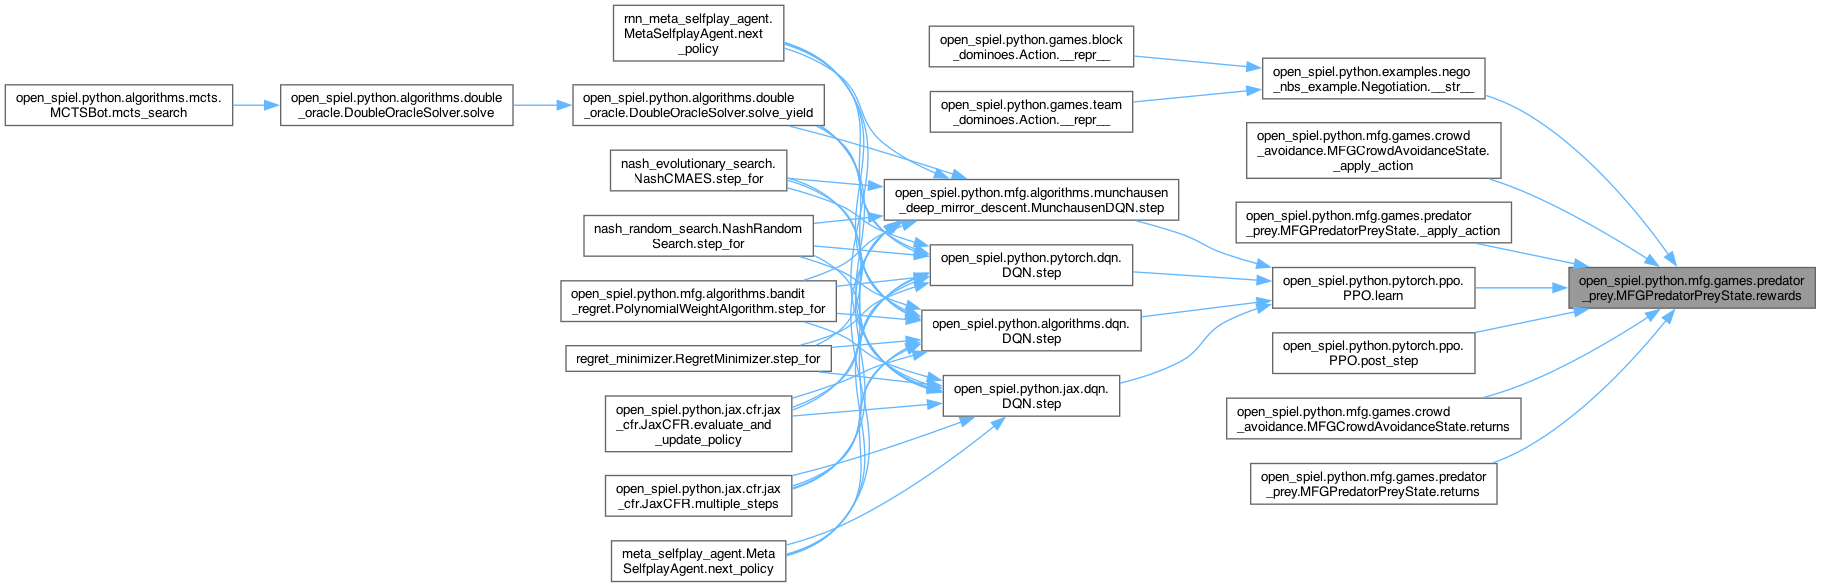 rnn_meta_selfplay_agent.
MetaSelfplayAgent.next
_policy
open_spiel.python.games.block
_dominoes.Action.__repr__
open_spiel.python.examples.nego
_nbs_example.Negotiation.__str__
open_spiel.python.algorithms.mcts.
MCTSBot.mcts_search
open_spiel.python.algorithms.double
_oracle.DoubleOracleSolver.solve
open_spiel.python.algorithms.double
_oracle.DoubleOracleSolver.solve_yield
open_spiel.python.games.team
_dominoes.Action.__repr__
open_spiel.python.mfg.games.crowd
_avoidance.MFGCrowdAvoidanceState.
_apply_action
nash_evolutionary_search.
NashCMAES.step_for
open_spiel.python.mfg.algorithms.munchausen
_deep_mirror_descent.MunchausenDQN.step
open_spiel.python.mfg.games.predator
_prey.MFGPredatorPreyState._apply_action
nash_random_search.NashRandom
Search.step_for
open_spiel.python.pytorch.dqn.
DQN.step
open_spiel.python.mfg.algorithms.bandit
_regret.PolynomialWeightAlgorithm.step_for
open_spiel.python.pytorch.ppo.
PPO.learn
open_spiel.python.mfg.games.predator
_prey.MFGPredatorPreyState.rewards
open_spiel.python.algorithms.dqn.
DQN.step
regret_minimizer.RegretMinimizer.step_for
open_spiel.python.pytorch.ppo.
PPO.post_step
open_spiel.python.jax.dqn.
DQN.step
open_spiel.python.jax.cfr.jax
_cfr.JaxCFR.evaluate_and
_update_policy
open_spiel.python.mfg.games.crowd
_avoidance.MFGCrowdAvoidanceState.returns
open_spiel.python.jax.cfr.jax
_cfr.JaxCFR.multiple_steps
open_spiel.python.mfg.games.predator
_prey.MFGPredatorPreyState.returns
meta_selfplay_agent.Meta
SelfplayAgent.next_policy